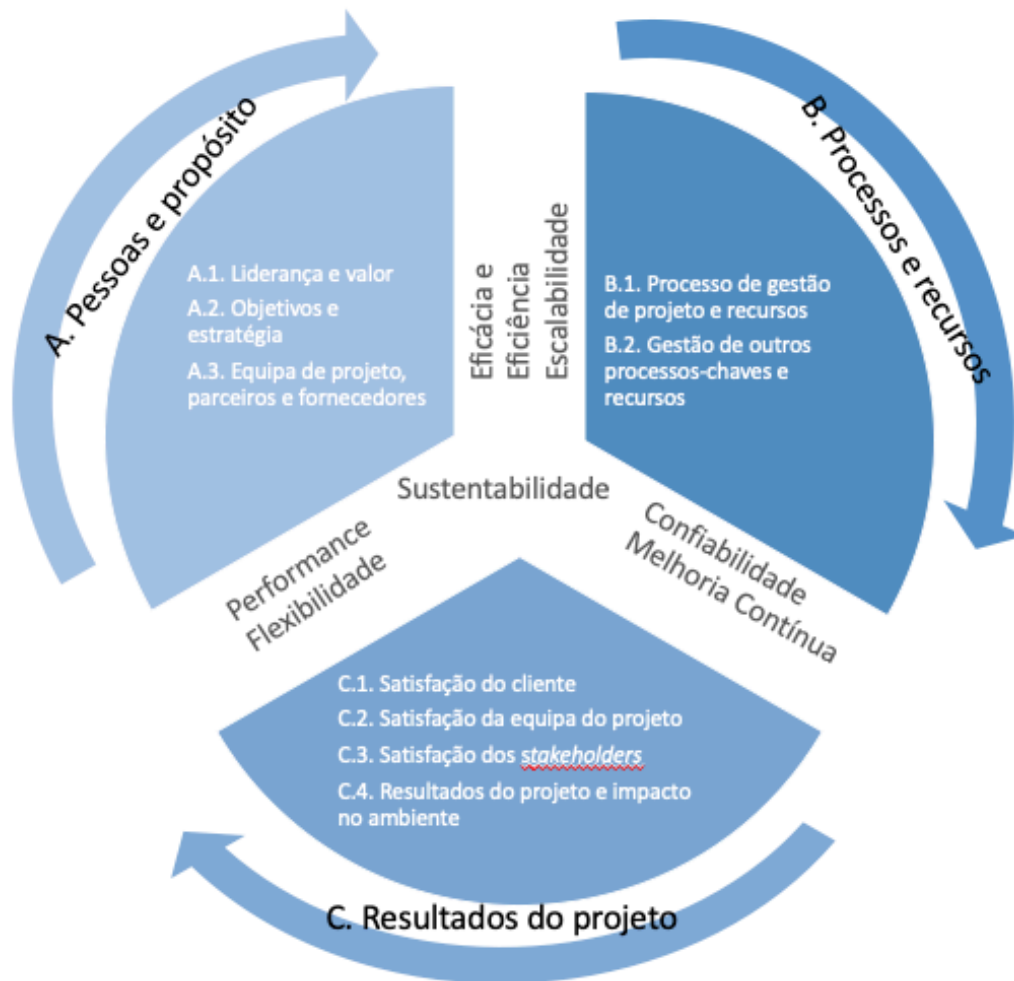 A. Pessoas e propósito
A.1. Liderança e valor
A.2. Objetivos e
estratégia
A.3. Equipa de projeto,
parceiros e fornecedores
Eficácia e
Eficiência
Escalabilidade
B. Processos e recursos
B.1. Processo de gestão
de projeto e recursos
B.2. Gestão de outros
processos-chaves e
recursos
Sustentabilidade
Performance
Flexibilidade
Confiabilidade
Melhoria Contínua
C.1. Satisfação do cliente
C.2. Satisfação da equipa do projeto
C.3. Satisfação dos stakeholders
C.4. Resultados do projeto e impacto
no ambiente
C. Resultados do projeto